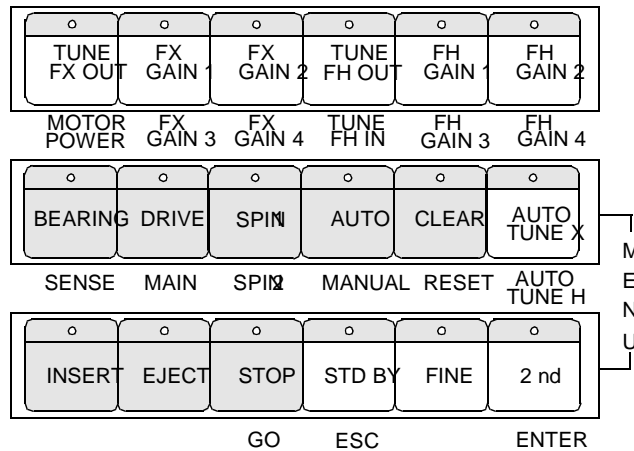 TUNE FX FX TUNE FH FH
FX OUT GAIN 1 GAIN 2 FH OUT GAIN 1 GAIN 2
MOTOR FX FX TUNE FH FH
POWER GAIN 3 GAIN 4 FH IN GAIN 3 GAIN 4
BEARING DRIVE SPIN1 AUTO CLEAR AUTO
TUNE X
SENSE MAIN SPIN2 MANUAL RESET AUTO
TUNE H
INSERT EJECT STOP STD BY FINE 2 nd
GO ESC ENTER
M
E
N
U